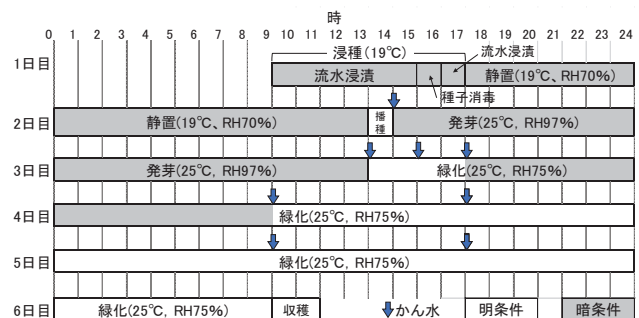 時
0 1 2 3 4 5 6 7 8 9 10 11 12 13 14 15 16 17 18 19 20 21 22 23 24
浸種(19℃) 流水浸漬
1日目 流水浸漬 静置(19℃、RH70%)
種子消毒
2日目 静置(19℃、RH70%) 播種 発芽(25℃, RH97%)
3日目 発芽(25℃, RH97%) 緑化(25℃, RH75%)
4日目 緑化(25℃, RH75%)
5日目 緑化(25℃, RH75%)
6日目 緑化(25℃, RH75%) 収穫 かん水 明条件 暗条件